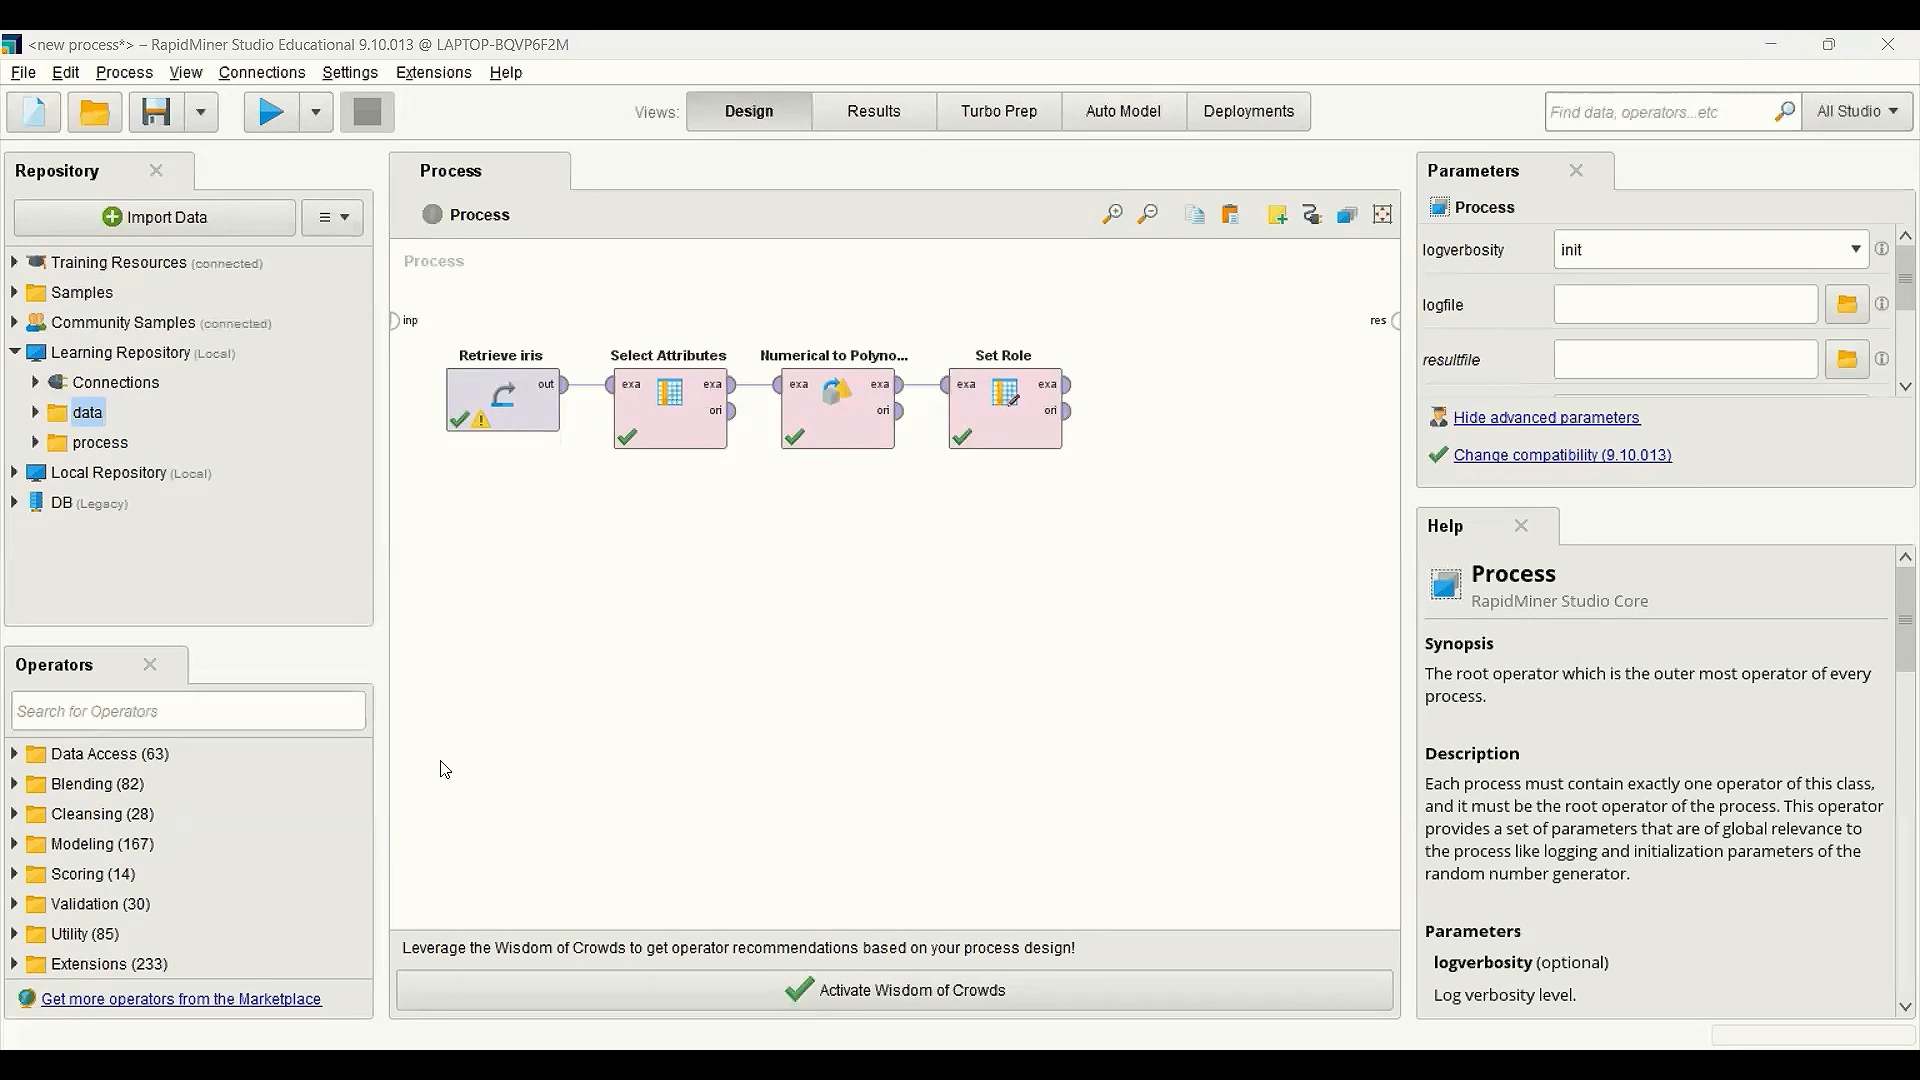 <new process*> – RapidMiner Studio Educational 9.10.013 @ LAPTOP-BQVP6F2M
File Edit Process View Connections Settings Extensions Help
Views: Design Results Turbo Prep Auto Model Deployments
Find data, operators...etc
All Studio
Repository
Import Data
Training Resources (connected)
Samples
Community Samples (connected)
Learning Repository (Local)
Connections
data
process
Local Repository (Local)
DB (Legacy)
Operators
Search for Operators
Data Access (63)
Blending (82)
Cleansing (28)
Modeling (167)
Scoring (14)
Validation (30)
Utility (85)
Extensions (233)
Get more operators from the Marketplace
Process
Process
Process
inp
res
Retrieve iris
out
Select Attributes
exa exa
ori
Numerical to Polyno...
exa exa
ori
Set Role
exa exa
ori
Leverage the Wisdom of Crowds to get operator recommendations based on your process design!
Activate Wisdom of Crowds
Parameters
Process
logverbosity init
logfile
resultfile
Hide advanced parameters
Change compatibility (9.10.013)
Help
Process
RapidMiner Studio Core
Synopsis
The root operator which is the outer most operator of every
process.
Description
Each process must contain exactly one operator of this class,
and it must be the root operator of the process. This operator
provides a set of parameters that are of global relevance to
the process like logging and initialization parameters of the
random number generator.
Parameters
logverbosity (optional)
Log verbosity level.